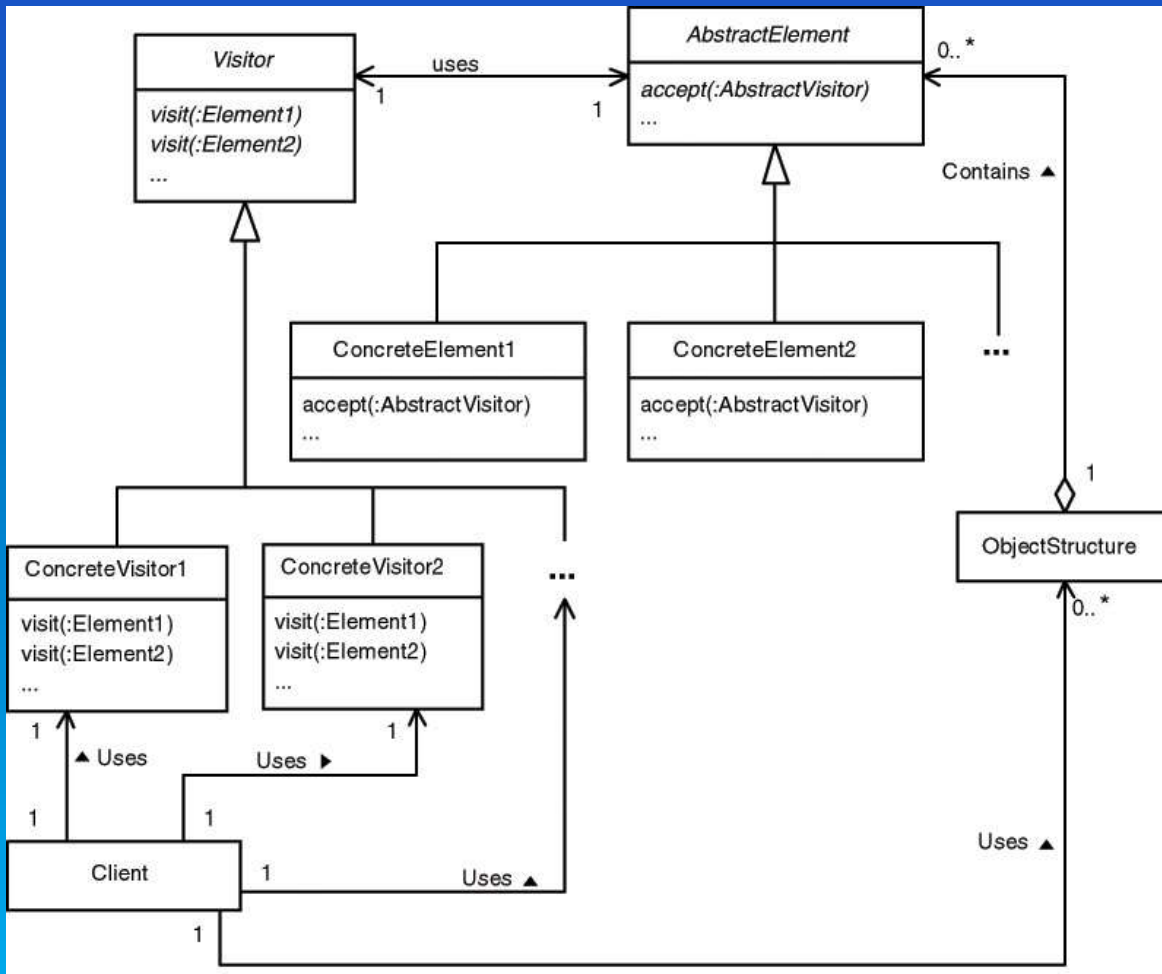 Visitor
visit(:Element1)
visit(:Element2)
...
uses
1
1
AbstractElement
accept(:AbstractVisitor)
...
0..*
Contains ▲
ConcreteElement1
accept(:AbstractVisitor)
...
ConcreteElement2
accept(:AbstractVisitor)
...
...
1
ObjectStructure
0..*
ConcreteVisitor1
visit(:Element1)
visit(:Element2)
...
ConcreteVisitor2
visit(:Element1)
visit(:Element2)
...
...
1
▲ Uses
1
1
Uses ▶
1
Client
1
Uses ▲
1
Uses ▲